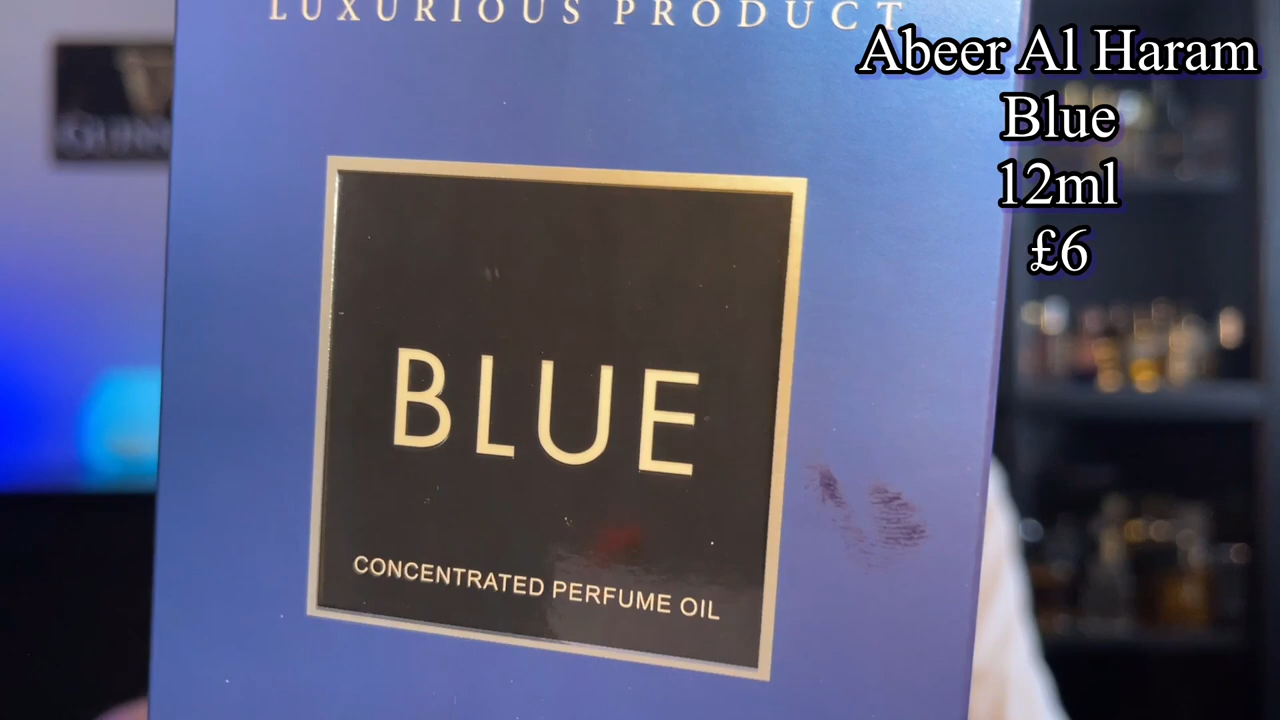 LUXURIOUS PRODUCT
Abeer Al Haram
Blue
12ml
£6
BLUE
CONCENTRATED PERFUME OIL